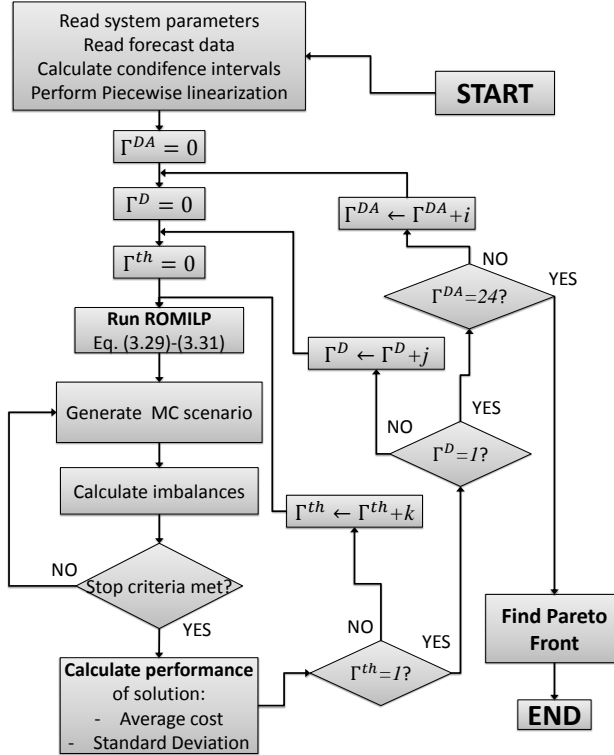 Read system parameters
Read forecast data
Calculate condifence intervals
Perform Piecewise linearization
START
Γ^{DA} = 0
Γ^{D} = 0
Γ^{th} = 0
Run ROMILP
Eq. (3.29)-(3.31)
Generate MC scenario
Calculate imbalances
Stop criteria met?
NO
YES
Calculate performance
of solution:
- Average cost
- Standard Deviation
Γ^{th}=1?
NO
YES
Γ^{th} ← Γ^{th}+k
Γ^{D}=1?
NO
YES
Γ^{D} ← Γ^{D}+j
Γ^{DA}=24?
NO
YES
Γ^{DA} ← Γ^{DA}+i
Find Pareto
Front
END